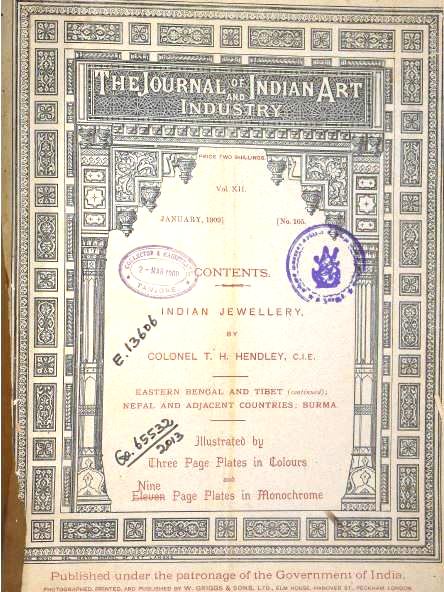 THE JOURNAL OF INDIAN ART
AND
INDUSTRY
PRICE TWO SHILLINGS.
Vol. XII.
JANUARY, 1909] [No. 105.
COLLECTOR &
2 - MAR 1909
TANJORE
CONTENTS.
INDIAN JEWELLERY,
BY
COLONEL T. H. HENDLEY, C.I.E.
E.13606
EASTERN BENGAL AND TIBET (continued);
NEPAL AND ADJACENT COUNTRIES; BURMA.
65532
2013
Illustrated by
Three Page Plates in Colours
and
Nine
Eleven Page Plates in Monochrome
Published under the patronage of the Government of India.
PHOTOGRAPHED, PRINTED, AND PUBLISHED BY W. GRIGGS & SONS, LTD., ELM HOUSE, HANOVER ST., PECKHAM, LONDON.